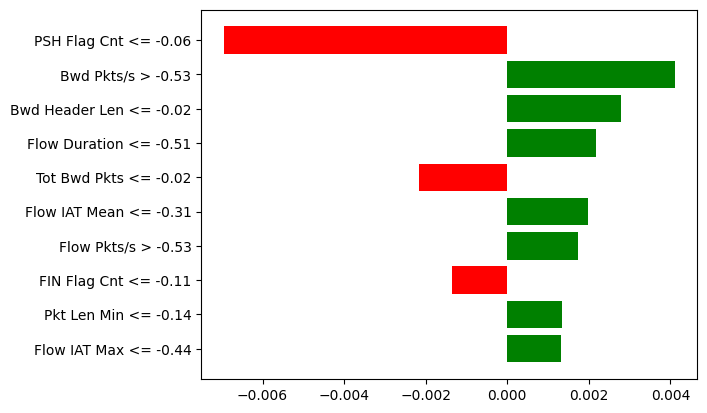 PSH Flag Cnt <= -0.06
Bwd Pkts/s > -0.53
Bwd Header Len <= -0.02
Flow Duration <= -0.51
Tot Bwd Pkts <= -0.02
Flow IAT Mean <= -0.31
Flow Pkts/s > -0.53
FIN Flag Cnt <= -0.11
Pkt Len Min <= -0.14
Flow IAT Max <= -0.44
−0.006 −0.004 −0.002 0.000 0.002 0.004